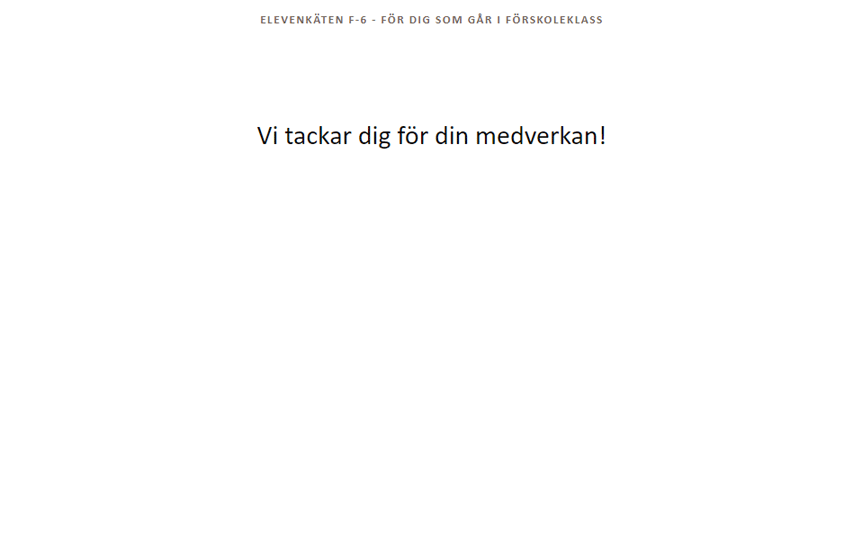 ELEVENKÄTEN F-6 - FÖR DIG SOM GÅR I FÖRSKOLEKLASS
Vi tackar dig för din medverkan!